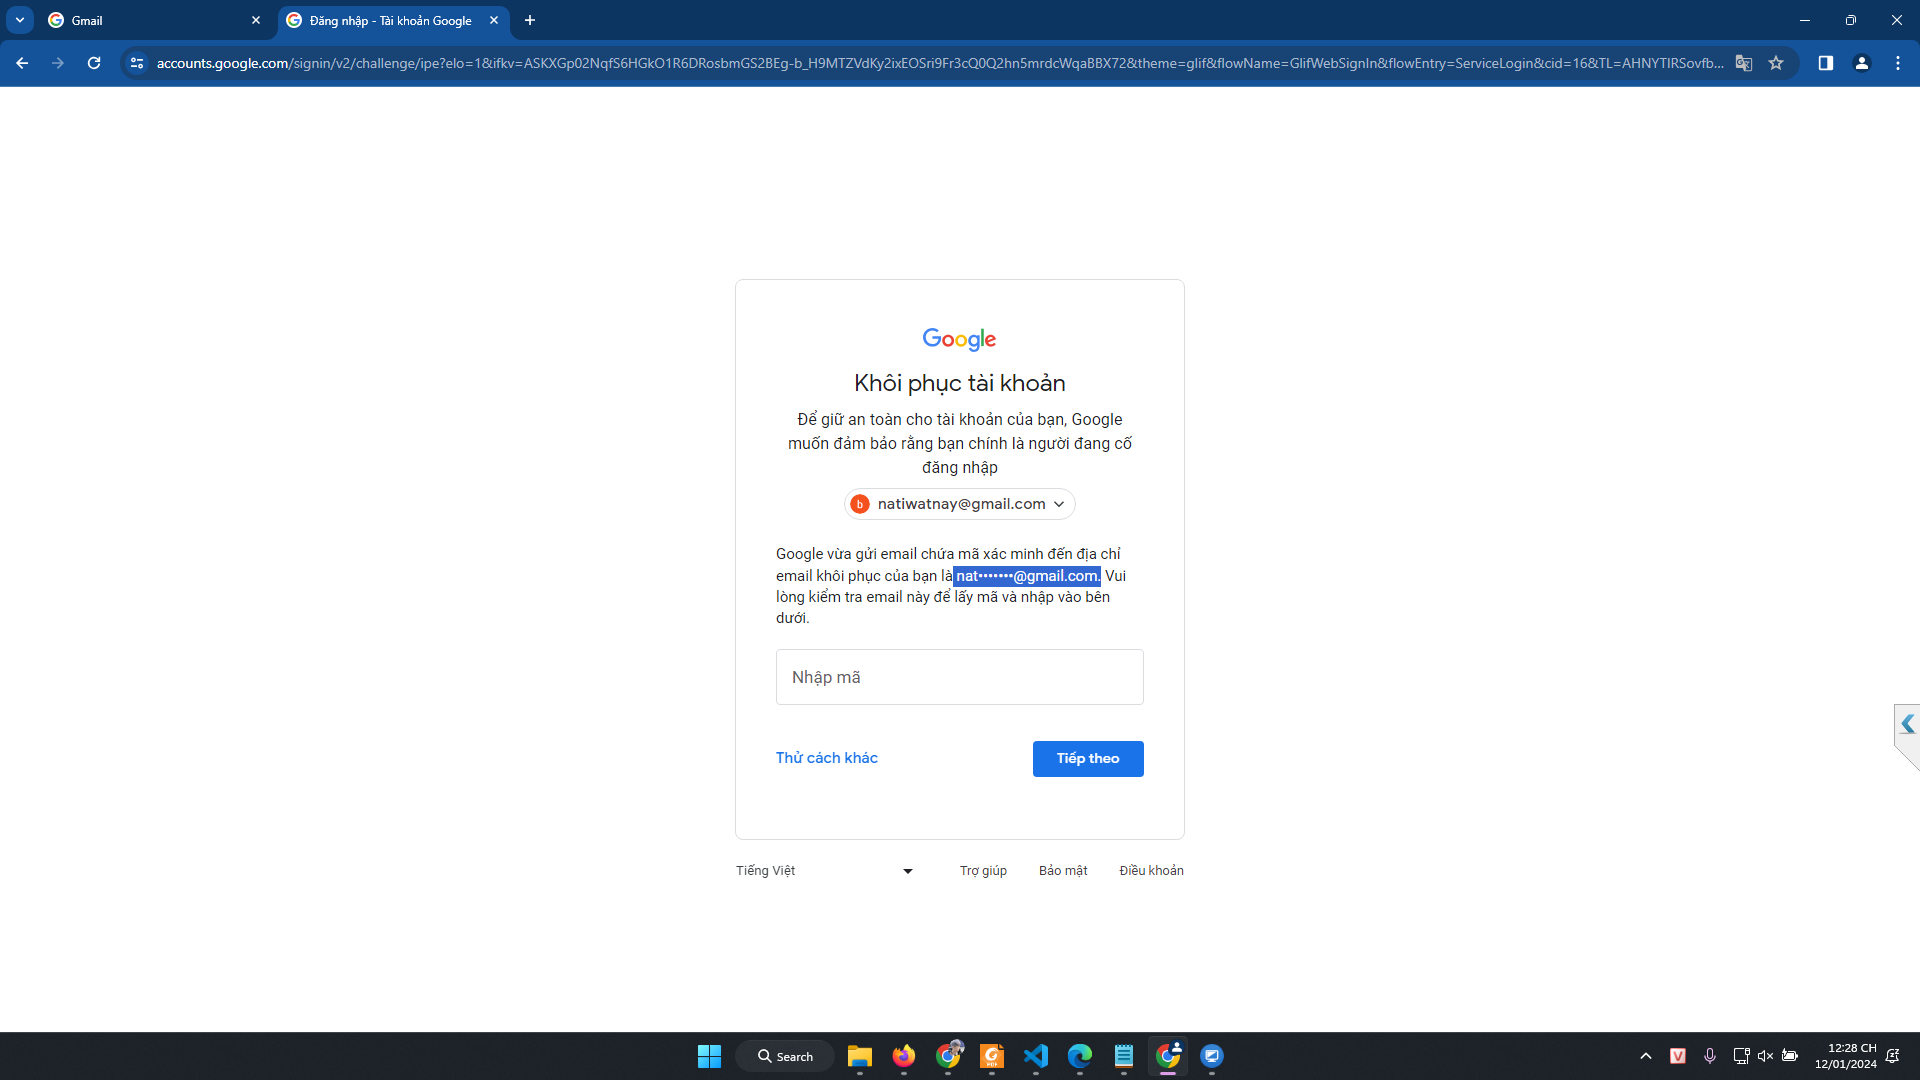 Gmail
Đăng nhập - Tài khoản Google
accounts.google.com/signin/v2/challenge/ipe?elo=1&ifkv=ASKXGp02NqfS6HGkO1R6DRosbmGS2BEg-b_H9MTZVdKy2ixEOSri9Fr3cQ0Q2hn5mrdcWqaBBX72&theme=glif&flowName=GlifWebSignIn&flowEntry=ServiceLogin&cid=16&TL=AHNYTIRSovfb...
Google
Khôi phục tài khoản
Để giữ an toàn cho tài khoản của bạn, Google
muốn đảm bảo rằng bạn chính là người đang cố
đăng nhập
b
natiwatnay@gmail.com
Google vừa gửi email chứa mã xác minh đến địa chỉ
email khôi phục của bạn là nat•••••••@gmail.com. Vui
lòng kiểm tra email này để lấy mã và nhập vào bên
dưới.
Nhập mã
Thử cách khác
Tiếp theo
Tiếng Việt
Trợ giúp
Bảo mật
Điều khoản
Search
PDF
V
12:28 CH
12/01/2024